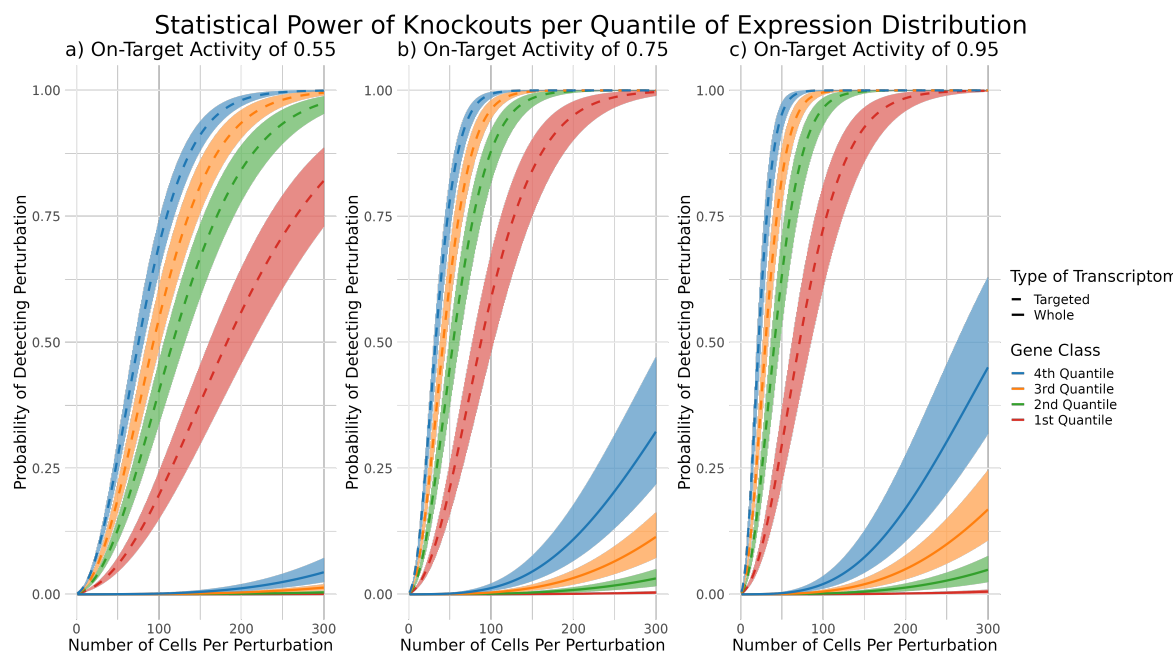 Statistical Power of Knockouts per Quantile of Expression Distribution
a) On-Target Activity of 0.55
b) On-Target Activity of 0.75
c) On-Target Activity of 0.95
Probability of Detecting Perturbation
1.00
0.75
0.50
0.25
0.00
0
100
200
300
Number of Cells Per Perturbation
Probability of Detecting Perturbation
1.00
0.75
0.50
0.25
0.00
0
100
200
300
Number of Cells Per Perturbation
Probability of Detecting Perturbation
1.00
0.75
0.50
0.25
0.00
0
100
200
300
Number of Cells Per Perturbation
Type of Transcriptom
Targeted
Whole
Gene Class
4th Quantile
3rd Quantile
2nd Quantile
1st Quantile